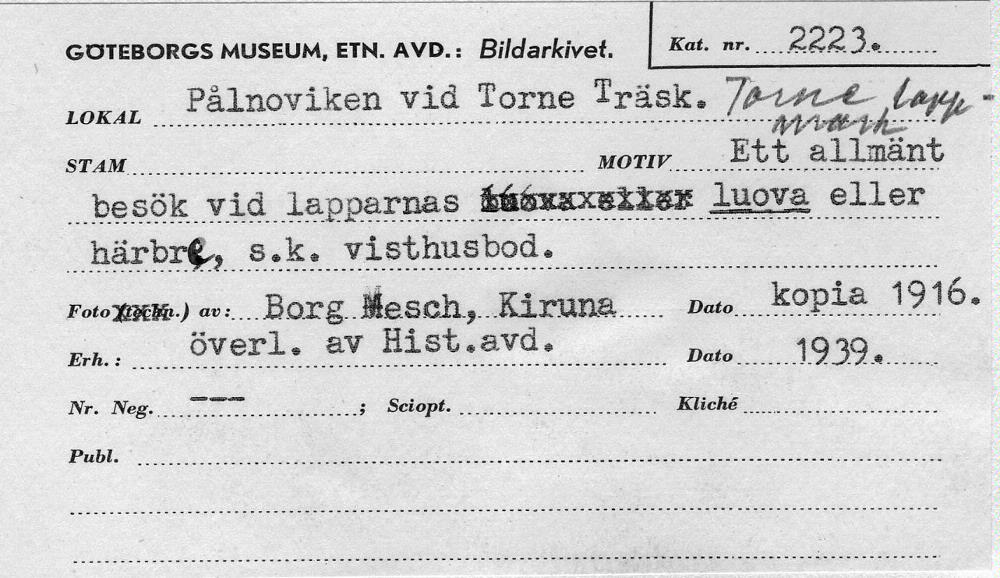 GÖTEBORGS MUSEUM, ETN. AVD.: Bildarkivet.
Kat. nr. 2223.
LOKAL Pålnoviken vid Torne Träsk. Torne lapp-
mark
STAM MOTIV Ett allmänt
besök vid lapparnas luova eller
härbre, s.k. visthusbod.
Foto av: Borg Mesch, Kiruna Dato kopia 1916.
Erh.: överl. av Hist.avd. Dato 1939.
Nr. Neg. --- ; Sciopt. Kliché
Publ.